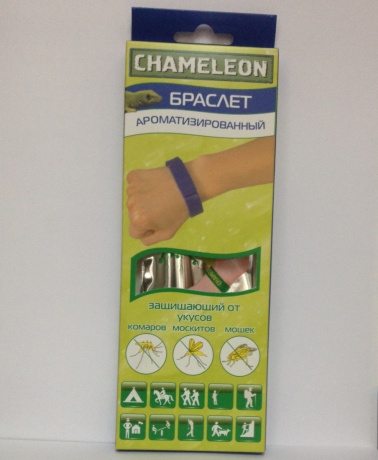 CHAMELEON
БРАСЛЕТ
АРОМАТИЗИРОВАННЫЙ
защищающий от
укусов
комаров москитов мошек